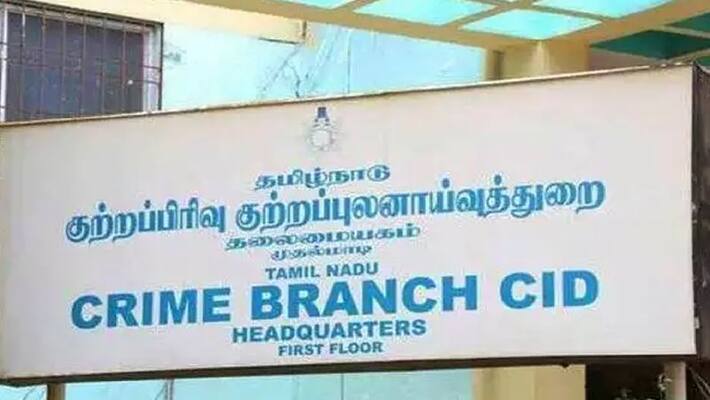 தமிழ்நாடு
குற்றப்பிரிவு குற்றப்புலனாய்வுத்துறை
தலைமையகம்
முதல்மாடி
TAMIL NADU
CRIME BRANCH CID
HEADQUARTERS
FIRST FLOOR